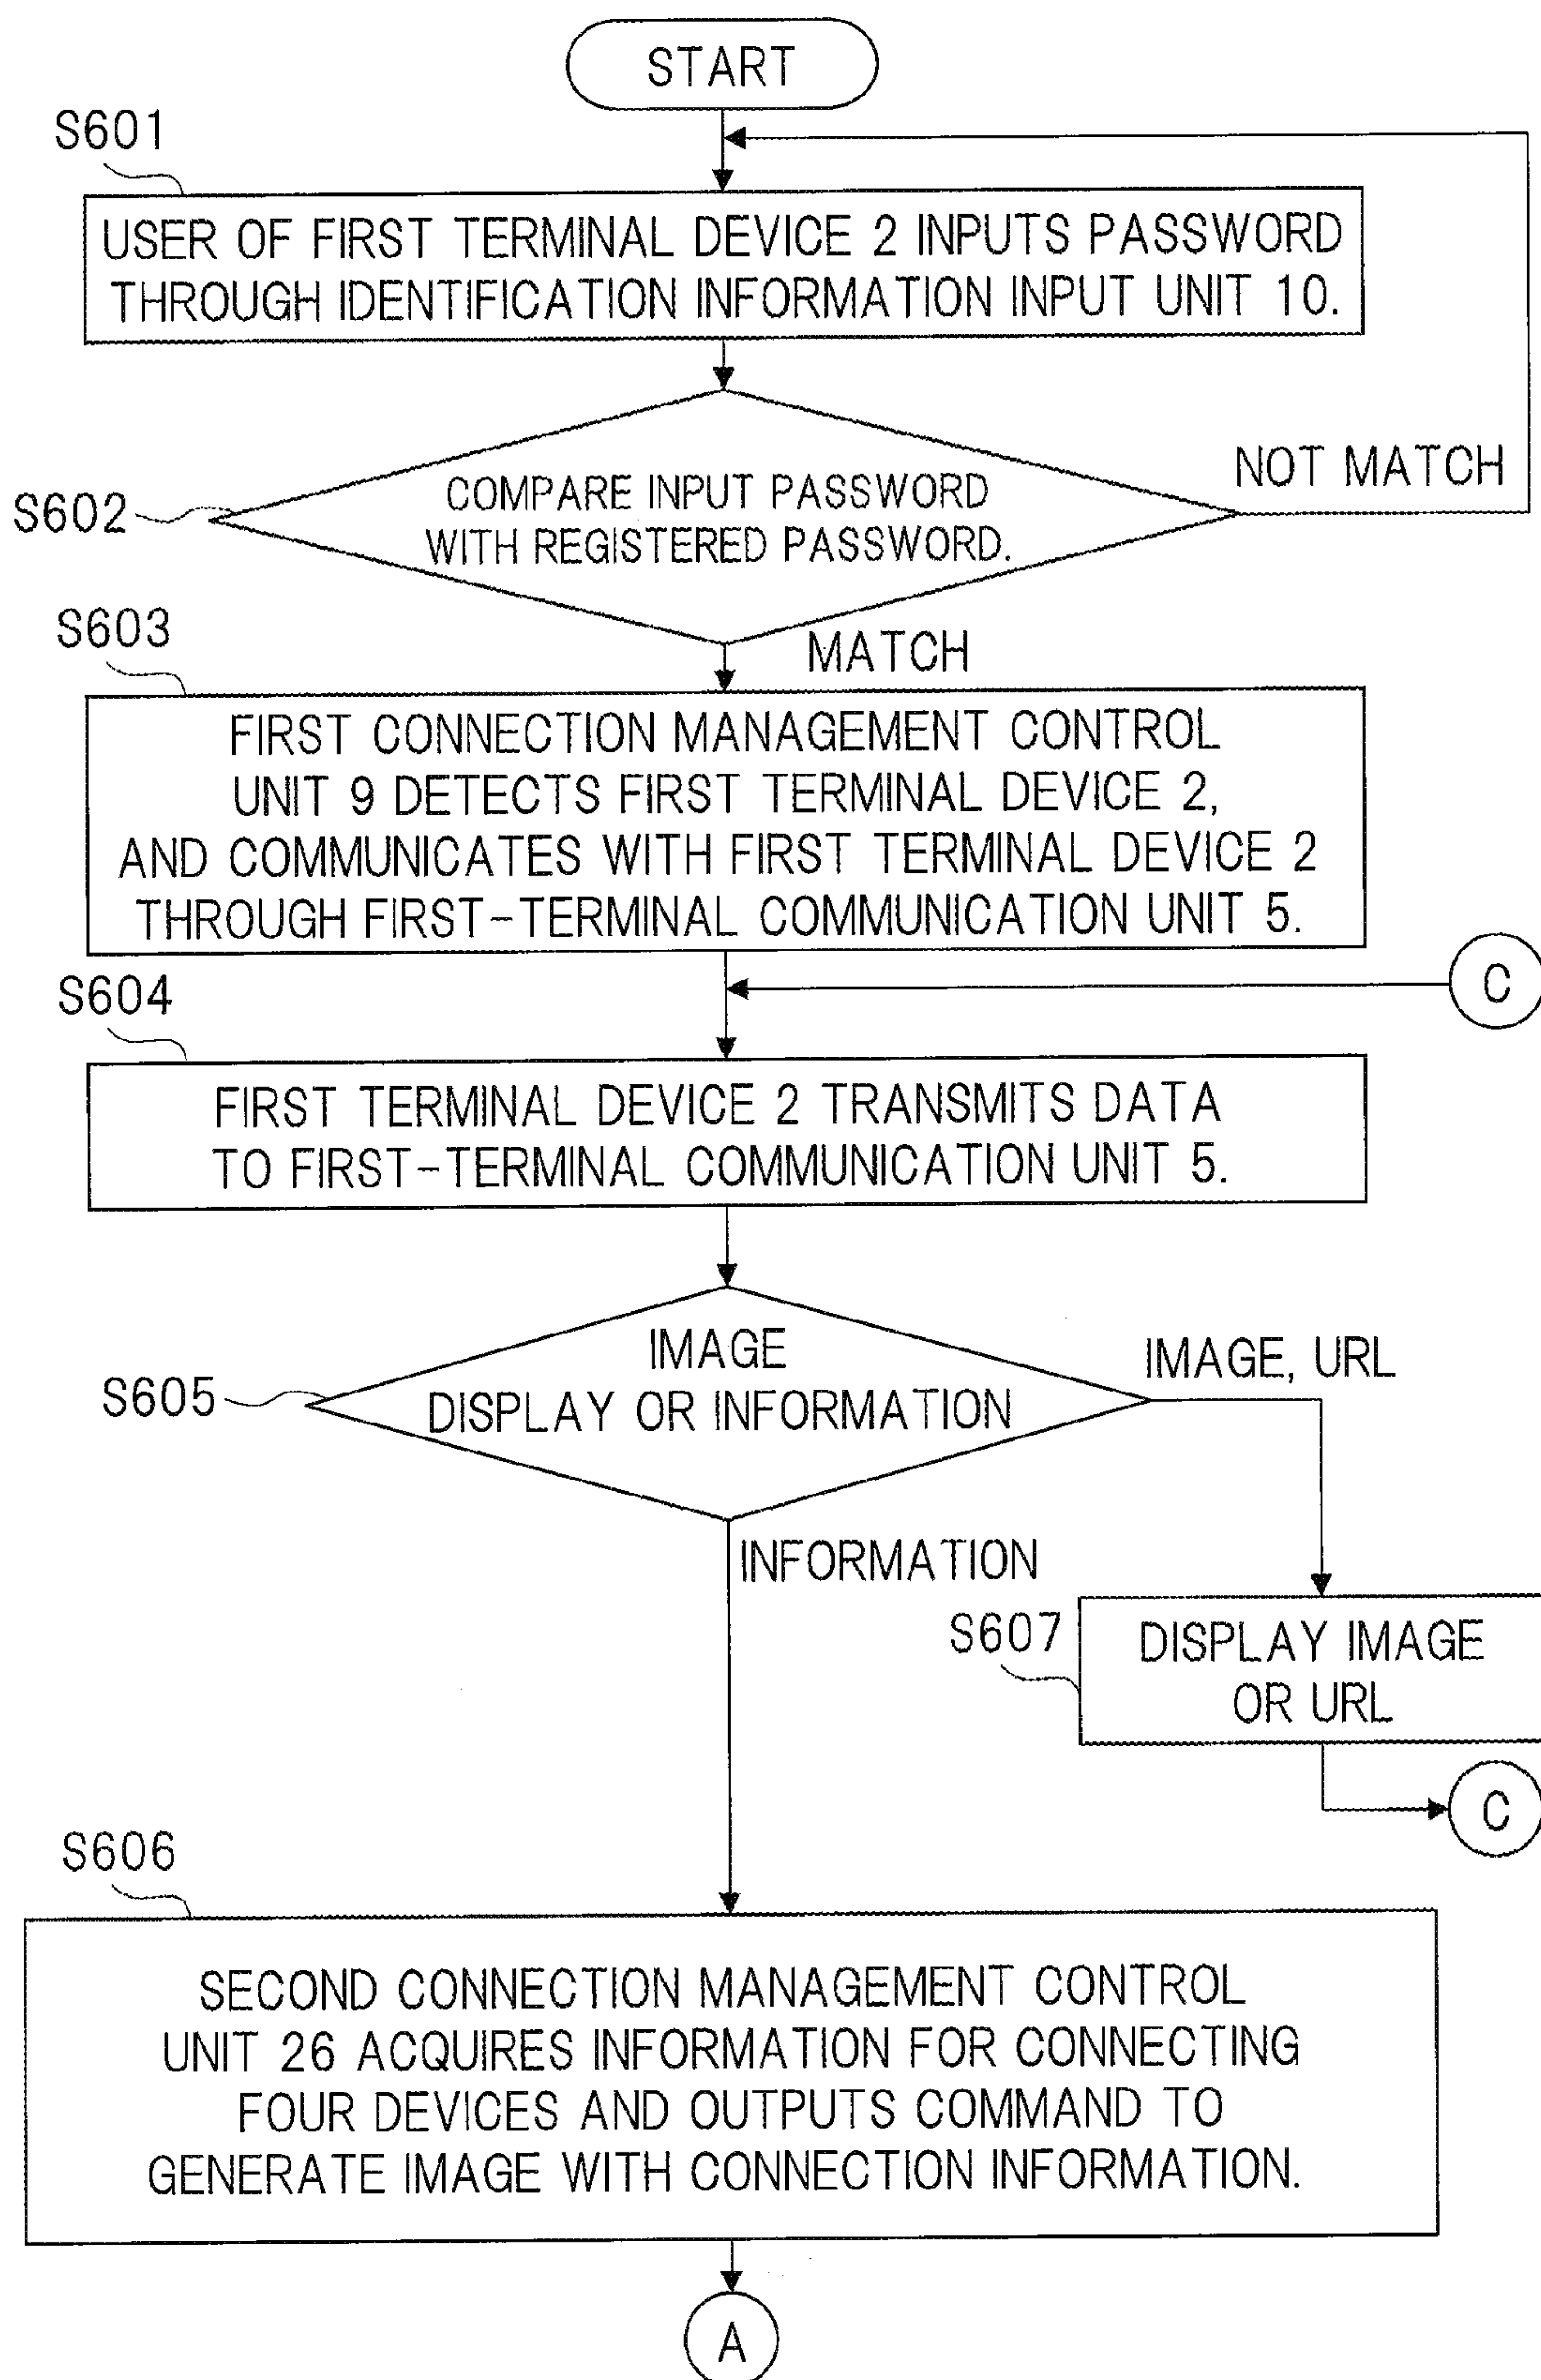 START
S601
USER OF FIRST TERMINAL DEVICE 2 INPUTS PASSWORD
THROUGH IDENTIFICATION INFORMATION INPUT UNIT 10.
S602
COMPARE INPUT PASSWORD
WITH REGISTERED PASSWORD.
NOT MATCH
MATCH
S603
FIRST CONNECTION MANAGEMENT CONTROL
UNIT 9 DETECTS FIRST TERMINAL DEVICE 2,
AND COMMUNICATES WITH FIRST TERMINAL DEVICE 2
THROUGH FIRST-TERMINAL COMMUNICATION UNIT 5.
C
S604
FIRST TERMINAL DEVICE 2 TRANSMITS DATA
TO FIRST-TERMINAL COMMUNICATION UNIT 5.
S605
IMAGE
DISPLAY OR INFORMATION
IMAGE, URL
INFORMATION
S607
DISPLAY IMAGE
OR URL
C
S606
SECOND CONNECTION MANAGEMENT CONTROL
UNIT 26 ACQUIRES INFORMATION FOR CONNECTING
FOUR DEVICES AND OUTPUTS COMMAND TO
GENERATE IMAGE WITH CONNECTION INFORMATION.
A